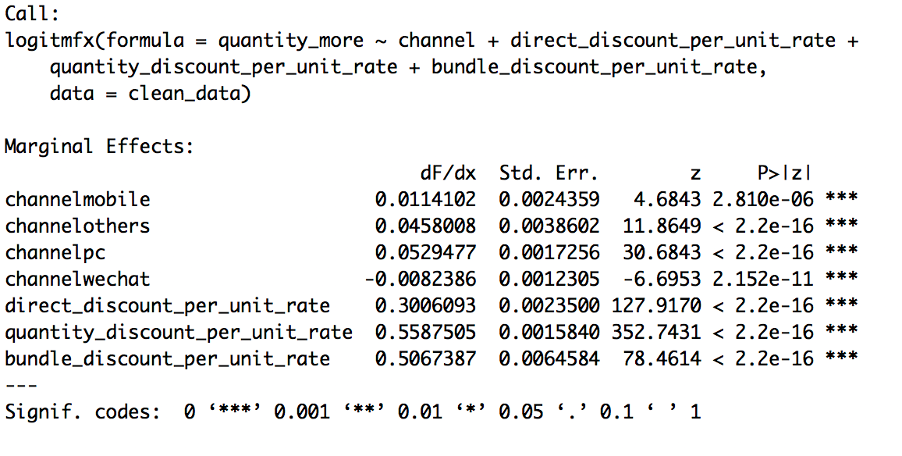 Call:
logitmfx(formula = quantity_more ~ channel + direct_discount_per_unit_rate +
    quantity_discount_per_unit_rate + bundle_discount_per_unit_rate,
    data = clean_data)

Marginal Effects:
                                     dF/dx  Std. Err.        z     P>|z|
channelmobile                    0.0114102  0.0024359   4.6843 2.810e-06 ***
channelothers                    0.0458008  0.0038602  11.8649 < 2.2e-16 ***
channelpc                        0.0529477  0.0017256  30.6843 < 2.2e-16 ***
channelwechat                   -0.0082386  0.0012305  -6.6953 2.152e-11 ***
direct_discount_per_unit_rate    0.3006093  0.0023500 127.9170 < 2.2e-16 ***
quantity_discount_per_unit_rate  0.5587505  0.0015840 352.7431 < 2.2e-16 ***
bundle_discount_per_unit_rate    0.5067387  0.0064584  78.4614 < 2.2e-16 ***
---
Signif. codes:  0 ‘***’ 0.001 ‘**’ 0.01 ‘*’ 0.05 ‘.’ 0.1 ‘ ’ 1